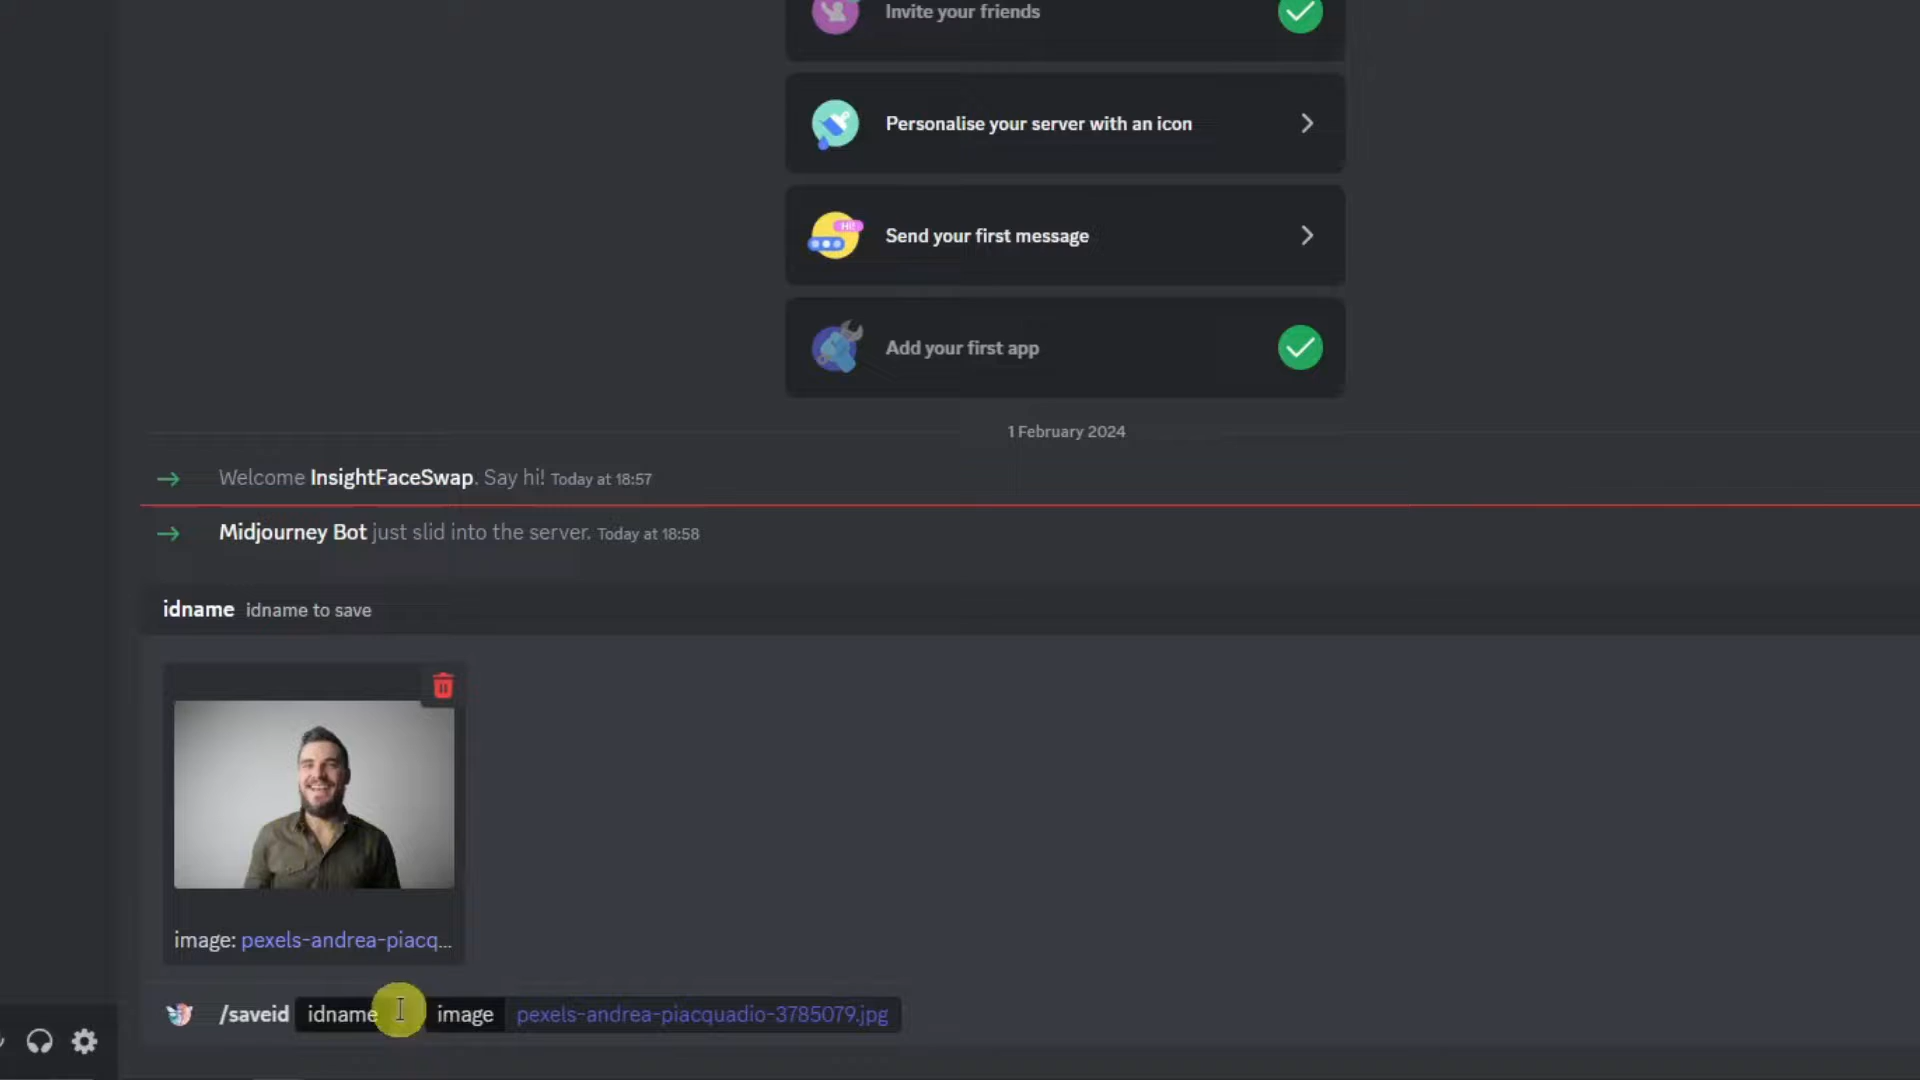 Invite your friends
Personalise your server with an icon
Hi!
Send your first message
Add your first app
1 February 2024
Welcome InsightFaceSwap. Say hi! Today at 18:57
Midjourney Bot just slid into the server. Today at 18:58
idname idname to save
image: pexels-andrea-piacq...
/saveid idname image pexels-andrea-piacquadio-3785079.jpg